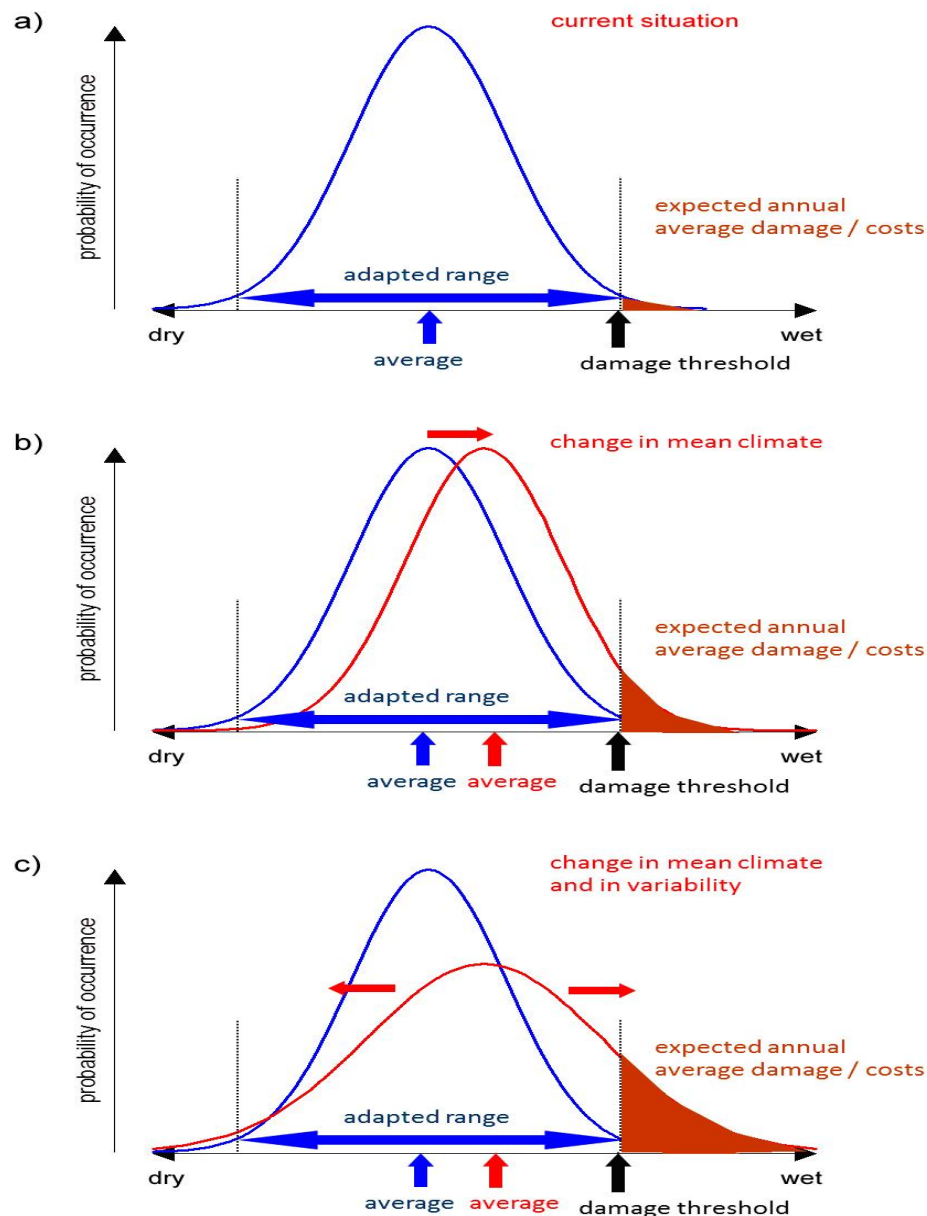 a)
current situation
probability of occurrence
expected annual
average damage / costs
adapted range
dry
wet
average
damage threshold
b)
change in mean climate
probability of occurrence
expected annual
average damage / costs
adapted range
dry
wet
average
average
damage threshold
c)
change in mean climate
and in variability
probability of occurrence
expected annual
average damage / costs
adapted range
dry
wet
average
average
damage threshold